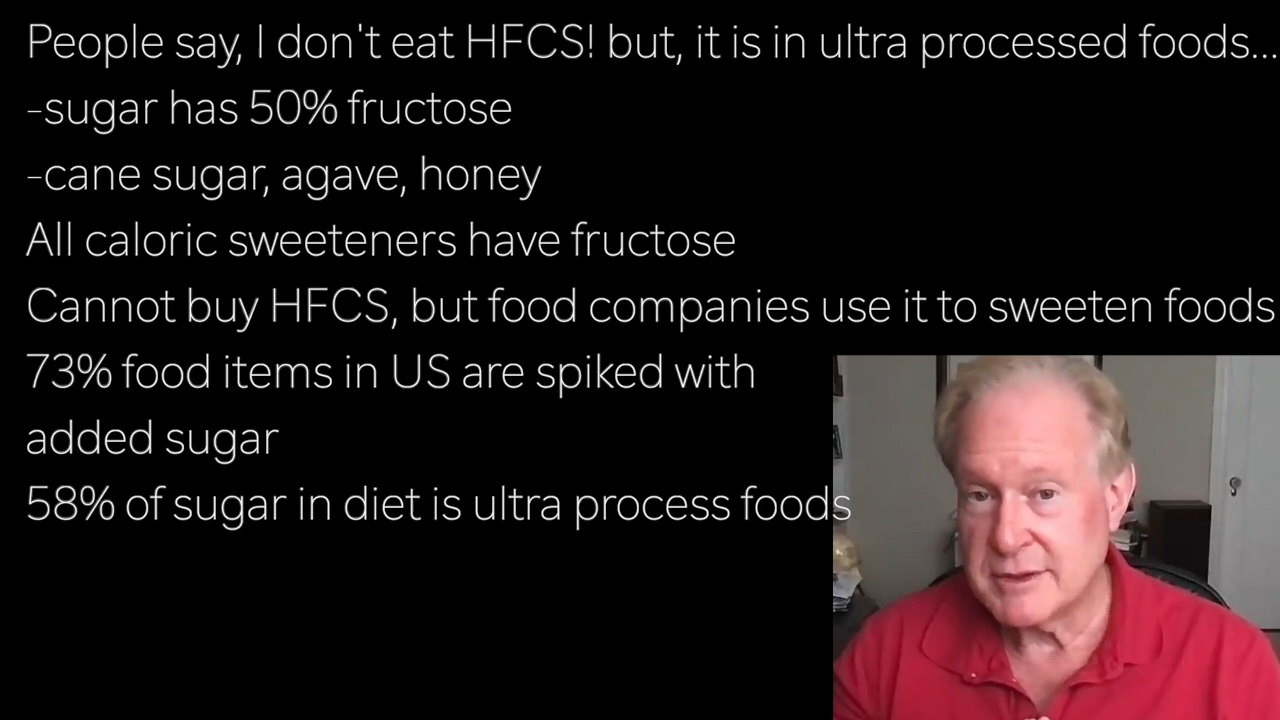 People say, I don't eat HFCS! but, it is in ultra processed foods...
-sugar has 50% fructose
-cane sugar, agave, honey
All caloric sweeteners have fructose
Cannot buy HFCS, but food companies use it to sweeten foods
73% food items in US are spiked with
added sugar
58% of sugar in diet is ultra process foods